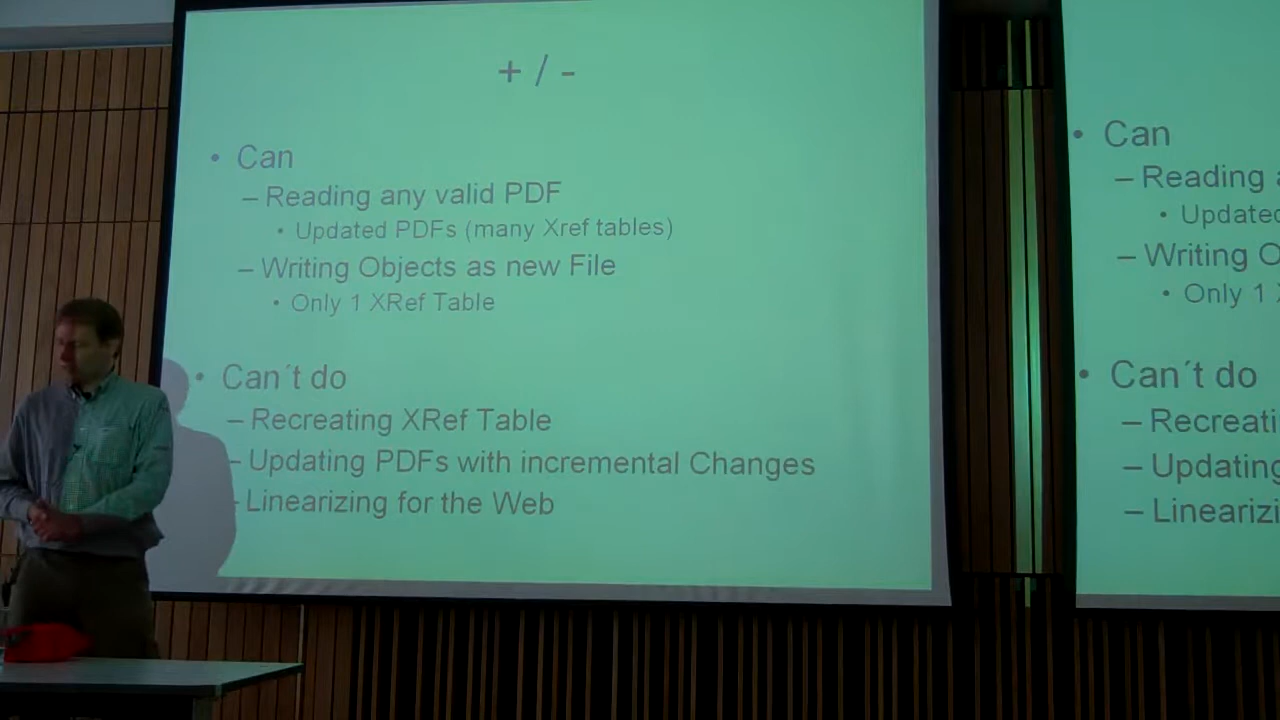 + / -
• Can
– Reading any valid PDF
• Updated PDFs (many Xref tables)
– Writing Objects as new File
• Only 1 XRef Table
• Can´t do
– Recreating XRef Table
– Updating PDFs with incremental Changes
- Linearizing for the Web
• Can
– Reading
• Updated
– Writing
• Only 1
• Can´t do
– Recreati
– Updating
– Linearizi